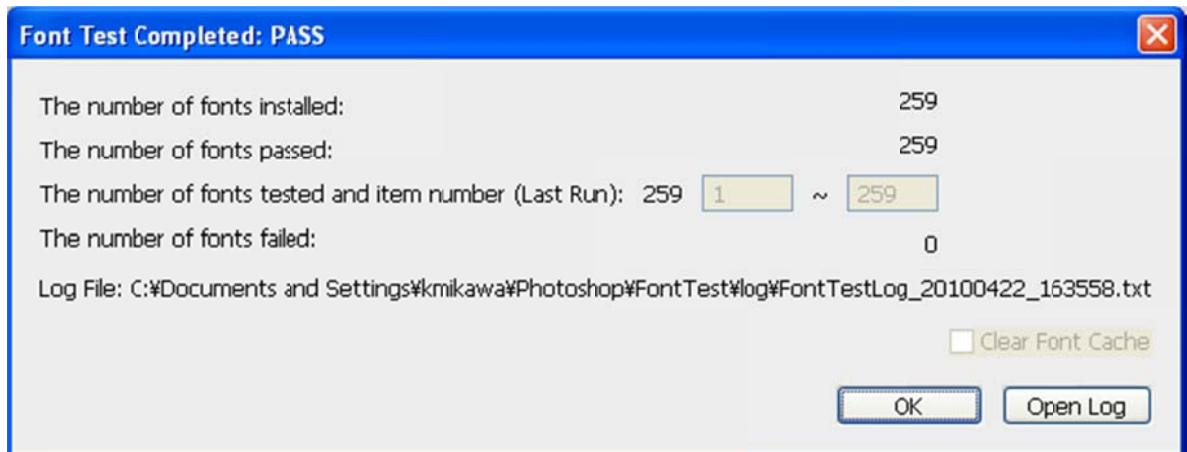 Font Test Completed: PASS
The number of fonts installed: 259
The number of fonts passed: 259
The number of fonts tested and item number (Last Run): 259 1 ~ 259
The number of fonts failed: 0
Log File: C:¥Documents and Settings¥kmikawa¥Photoshop¥FontTest¥log¥FontTestLog_20100422_163558.txt
Clear Font Cache
OK Open Log